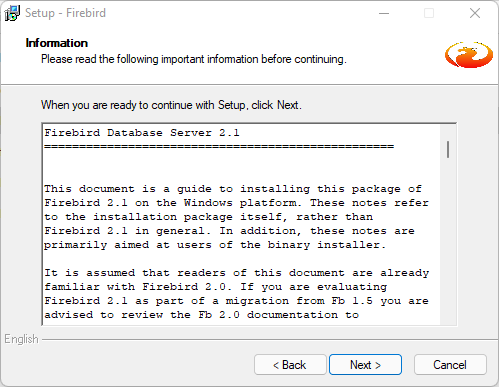 Setup - Firebird
Information
Please read the following important information before continuing.
When you are ready to continue with Setup, click Next.
Firebird Database Server 2.1
==================================================
This document is a guide to installing this package of
Firebird 2.1 on the Windows platform. These notes refer
to the installation package itself, rather than
Firebird 2.1 in general. In addition, these notes are
primarily aimed at users of the binary installer.
It is assumed that readers of this document are already
familiar with Firebird 2.0. If you are evaluating
Firebird 2.1 as part of a migration from Fb 1.5 you are
advised to review the Fb 2.0 documentation to
English
< Back
Next >
Cancel